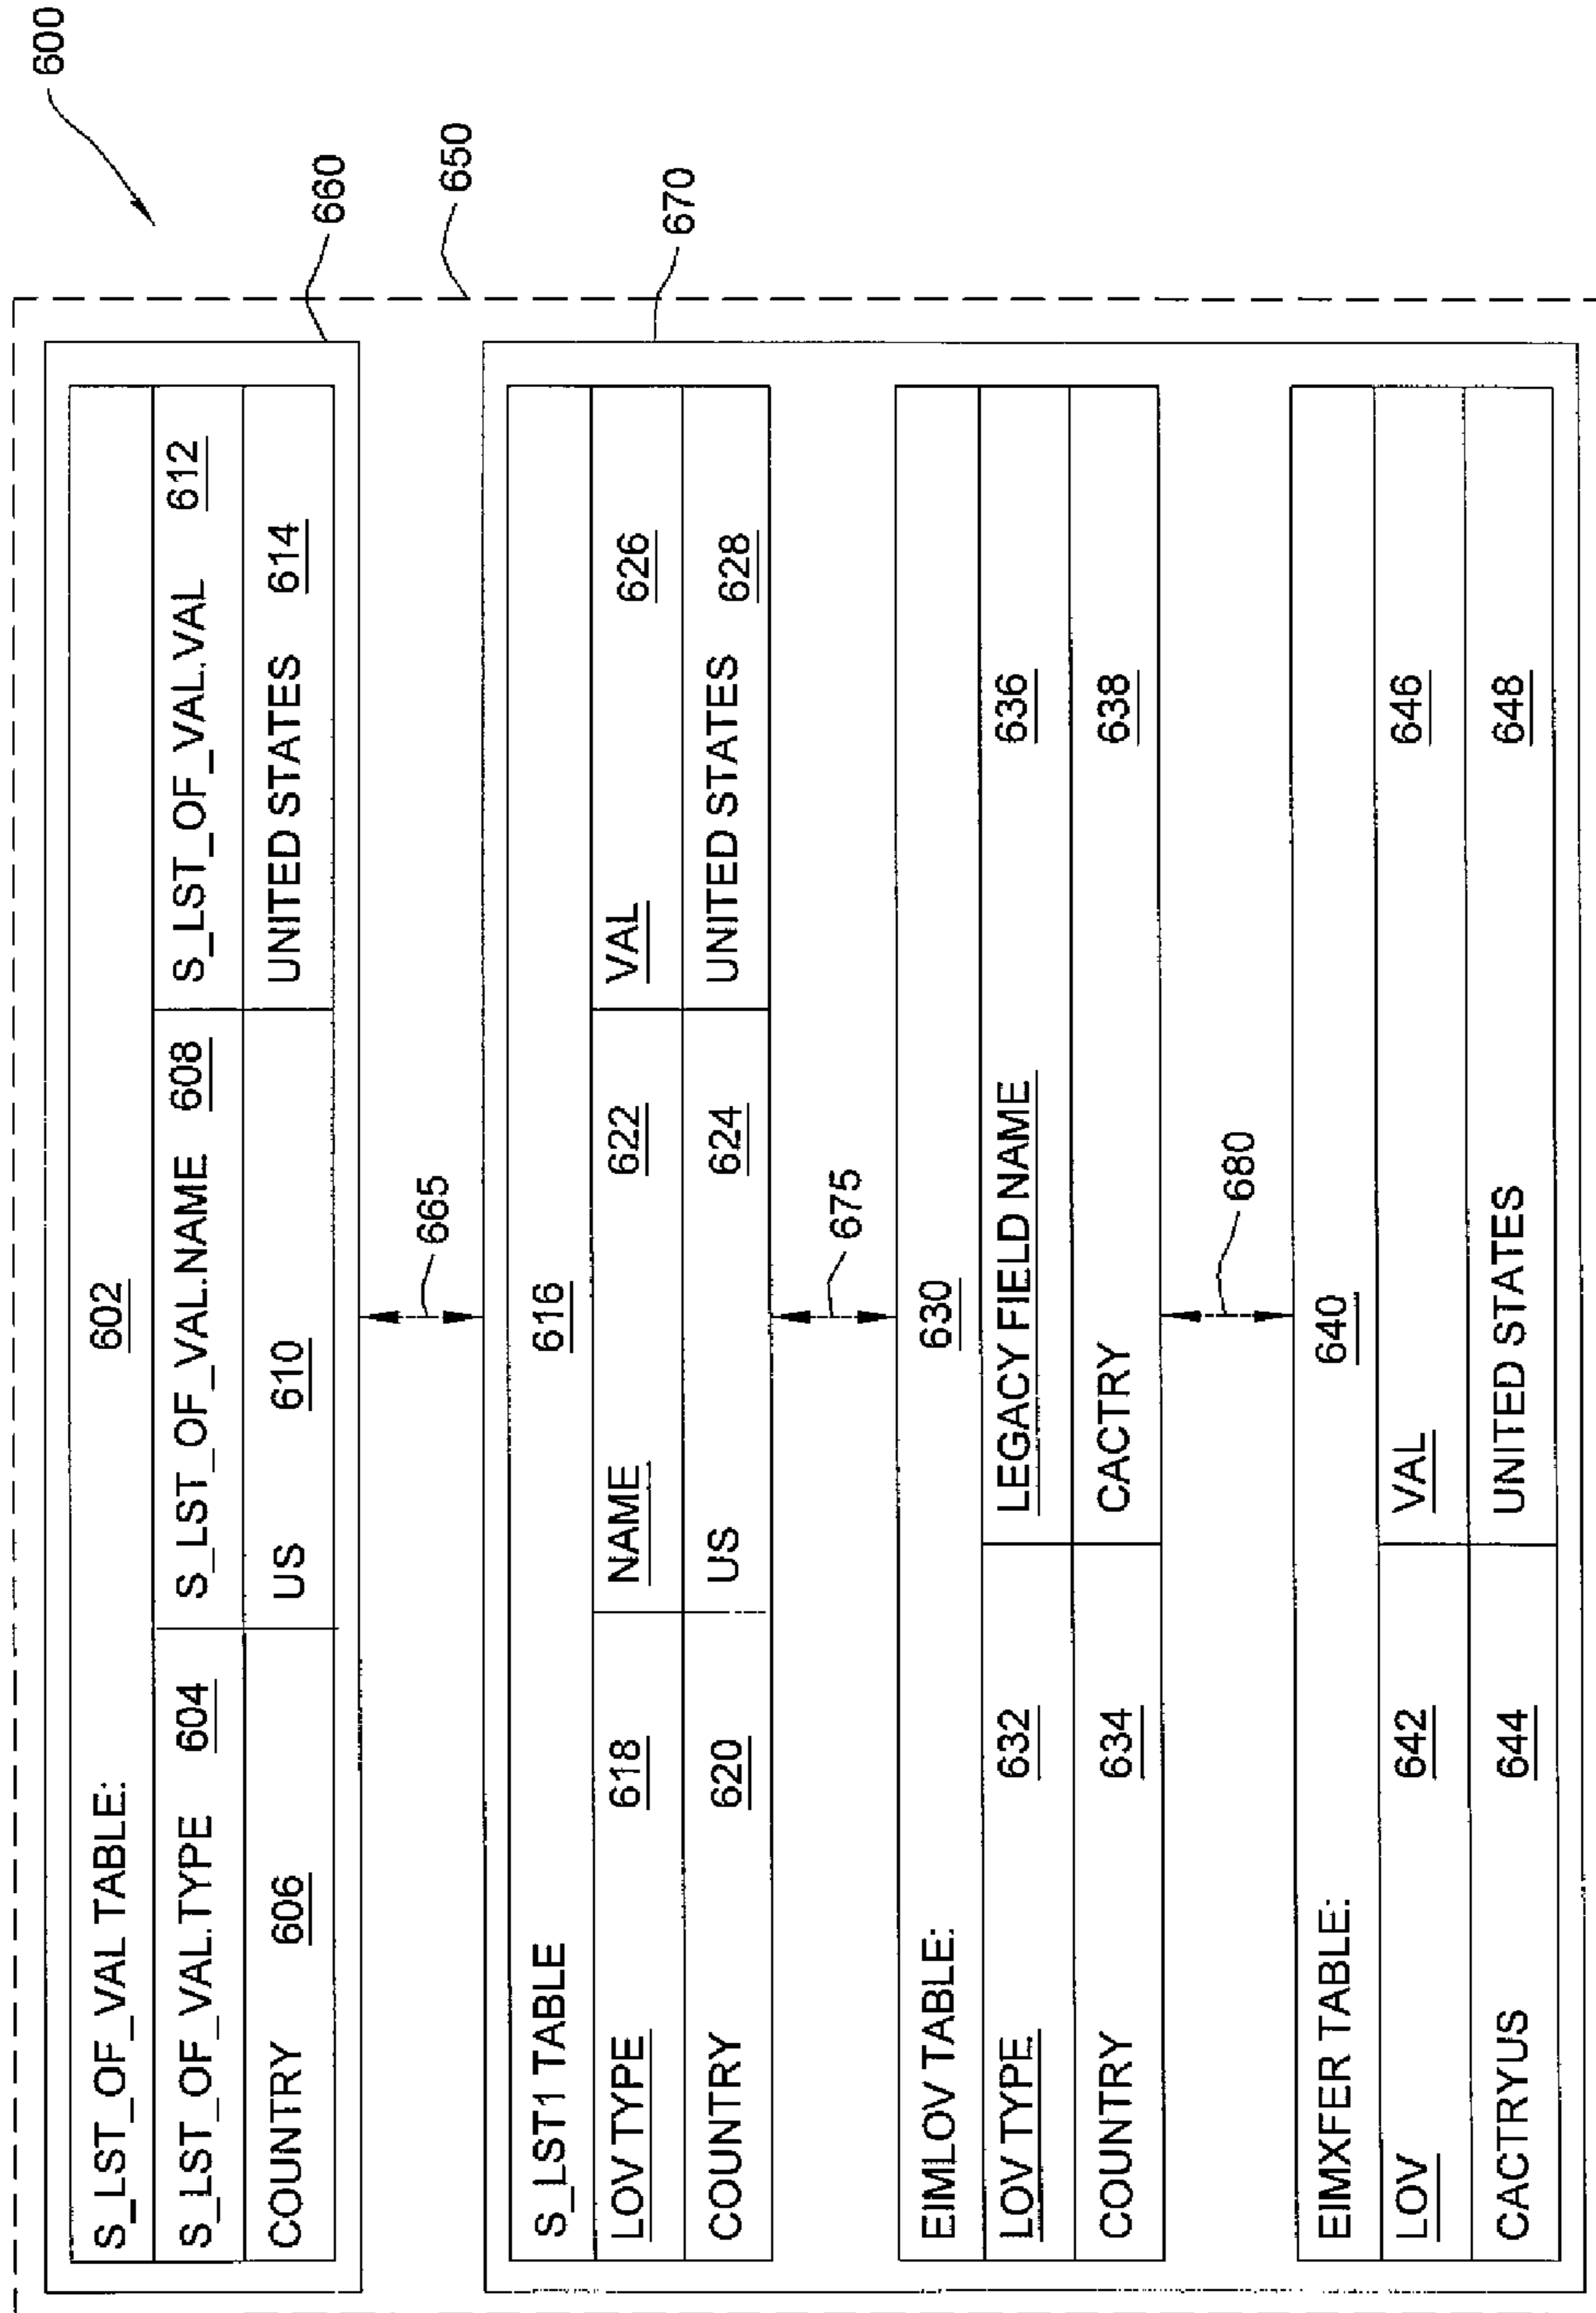 600
650
660
S_LST_OF_VAL TABLE: 602
S_LST_OF_VAL.TYPE 604 S_LST_OF_VAL.NAME 608 S_LST_OF_VAL.VAL 612
COUNTRY 606 US 610 UNITED STATES 614
665
670
S_LST1 TABLE 616
LOV TYPE 618 NAME 622 VAL 626
COUNTRY 620 US 624 UNITED STATES 628
675
EIMLOV TABLE: 630
LOV TYPE 632 LEGACY FIELD NAME 636
COUNTRY 634 CACTRY 638
680
EIMXFER TABLE: 640
LOV 642 VAL 646
CACTRYUS 644 UNITED STATES 648